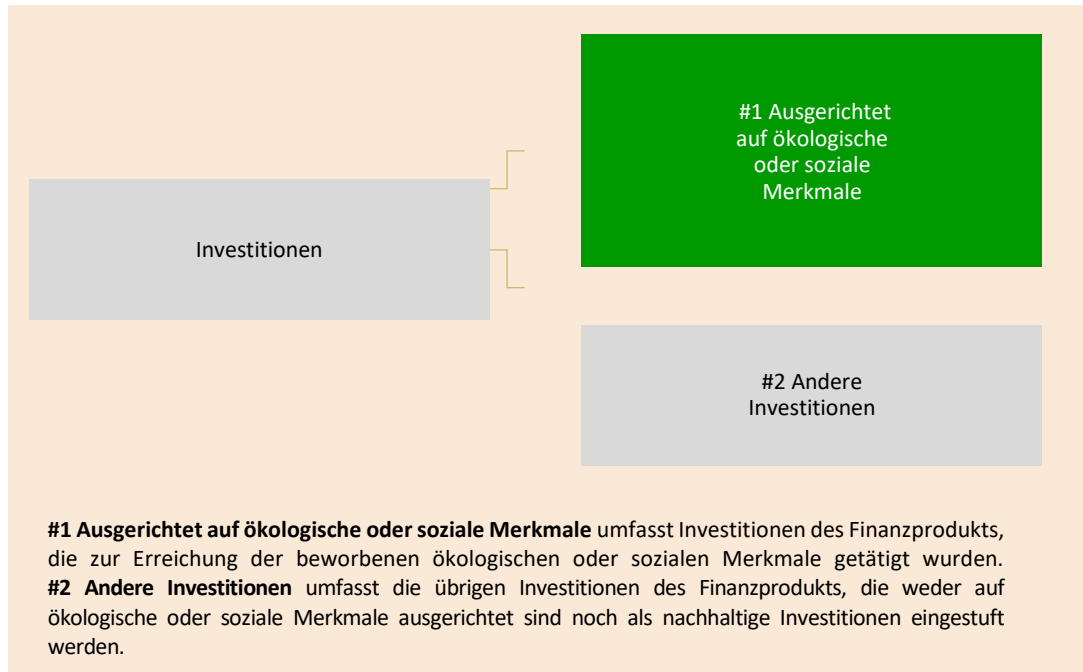 #1 Ausgerichtet
auf ökologische
oder soziale
Merkmale
Investitionen
#2 Andere
Investitionen
#1 Ausgerichtet auf ökologische oder soziale Merkmale umfasst Investitionen des Finanzprodukts,
die zur Erreichung der beworbenen ökologischen oder sozialen Merkmale getätigt wurden.
#2 Andere Investitionen umfasst die übrigen Investitionen des Finanzprodukts, die weder auf
ökologische oder soziale Merkmale ausgerichtet sind noch als nachhaltige Investitionen eingestuft
werden.